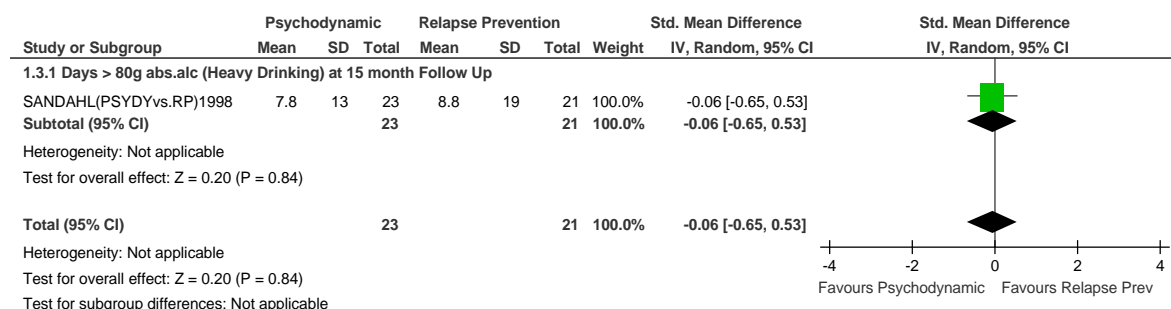 Psychodynamic Relapse Prevention Std. Mean Difference Std. Mean Difference
Study or Subgroup Mean SD Total Mean SD Total Weight IV, Random, 95% CI IV, Random, 95% CI
1.3.1 Days > 80g abs.alc (Heavy Drinking) at 15 month Follow Up
SANDAHL(PSYDYvs.RP)1998 7.8 13 23 8.8 19 21 100.0% -0.06 [-0.65, 0.53]
Subtotal (95% CI) 23 21 100.0% -0.06 [-0.65, 0.53]
Heterogeneity: Not applicable
Test for overall effect: Z = 0.20 (P = 0.84)
Total (95% CI) 23 21 100.0% -0.06 [-0.65, 0.53]
Heterogeneity: Not applicable
Test for overall effect: Z = 0.20 (P = 0.84)
Test for subgroup differences: Not applicable
-4 -2 0 2 4
Favours Psychodynamic Favours Relapse Prev